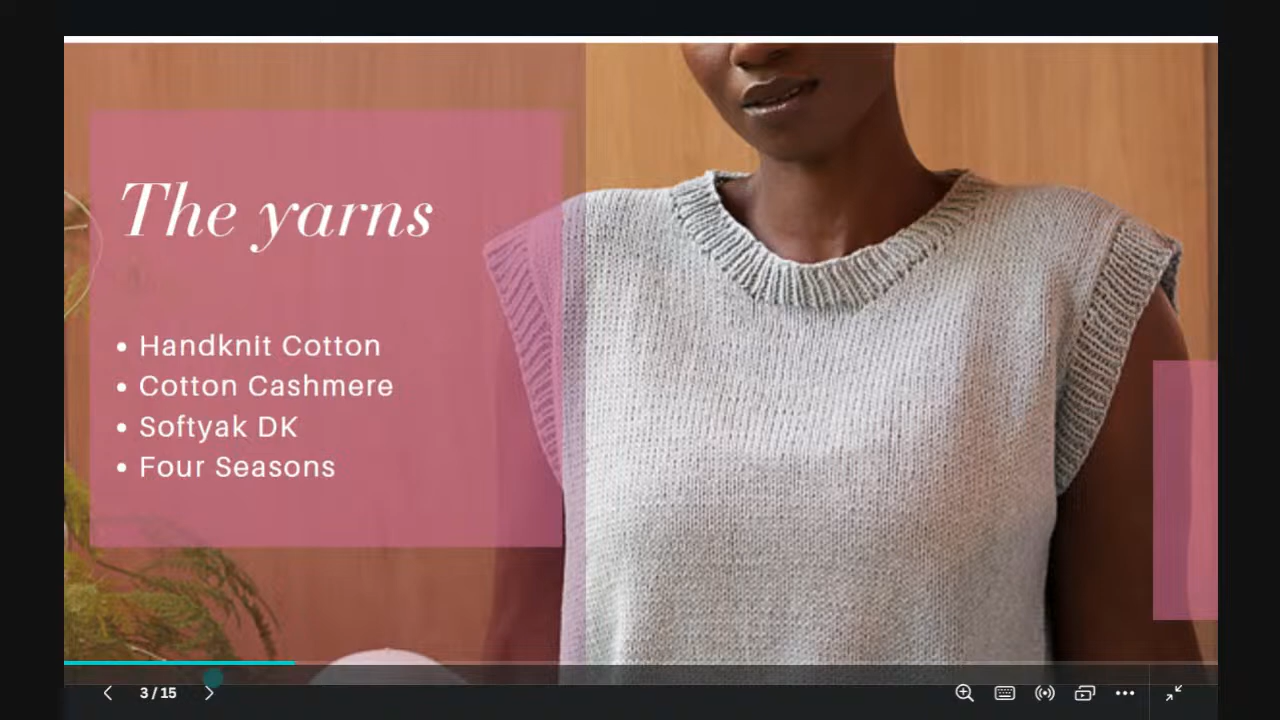 The yarns
• Handknit Cotton
• Cotton Cashmere
• Softyak DK
• Four Seasons
3 / 15